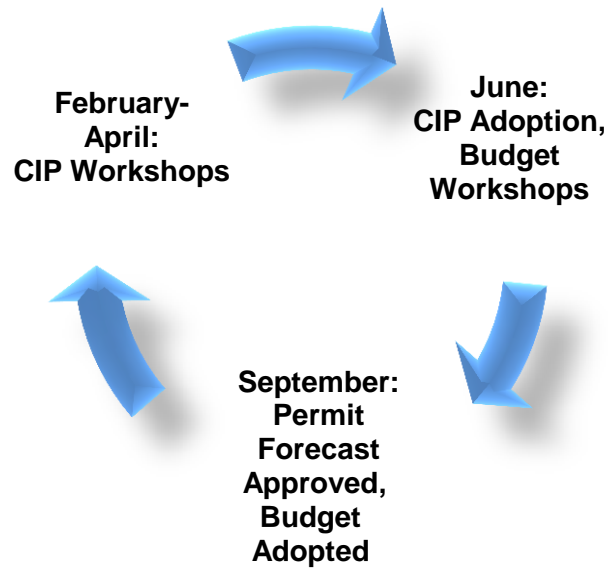 February-
April:
CIP Workshops
June:
CIP Adoption,
Budget
Workshops
September:
Permit
Forecast
Approved,
Budget
Adopted